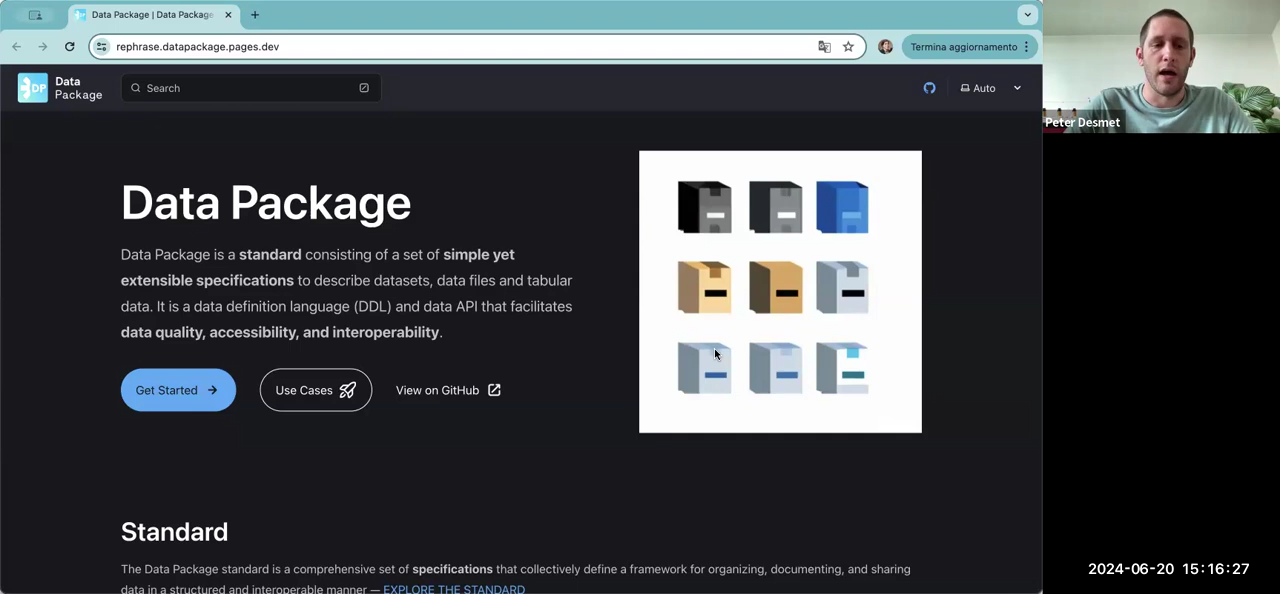 Data Package | Data Package
rephrase.datapackage.pages.dev
Termina aggiornamento
DP
Data
Package
Search
Auto
Peter Desmet
Data Package
Data Package is a standard consisting of a set of simple yet
extensible specifications to describe datasets, data files and tabular
data. It is a data definition language (DDL) and data API that facilitates
data quality, accessibility, and interoperability.
Get Started
Use Cases
View on GitHub
Standard
The Data Package standard is a comprehensive set of specifications that collectively define a framework for organizing, documenting, and sharing
data in a structured and interoperable manner — EXPLORE THE STANDARD
2024-06-20 15:16:27